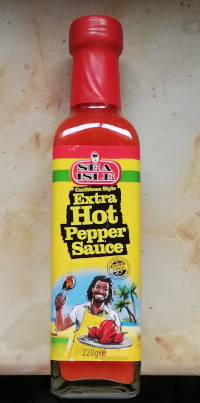 SEA
ISLE
Caribbean Style
Extra
Hot
Pepper
Sauce
220g e